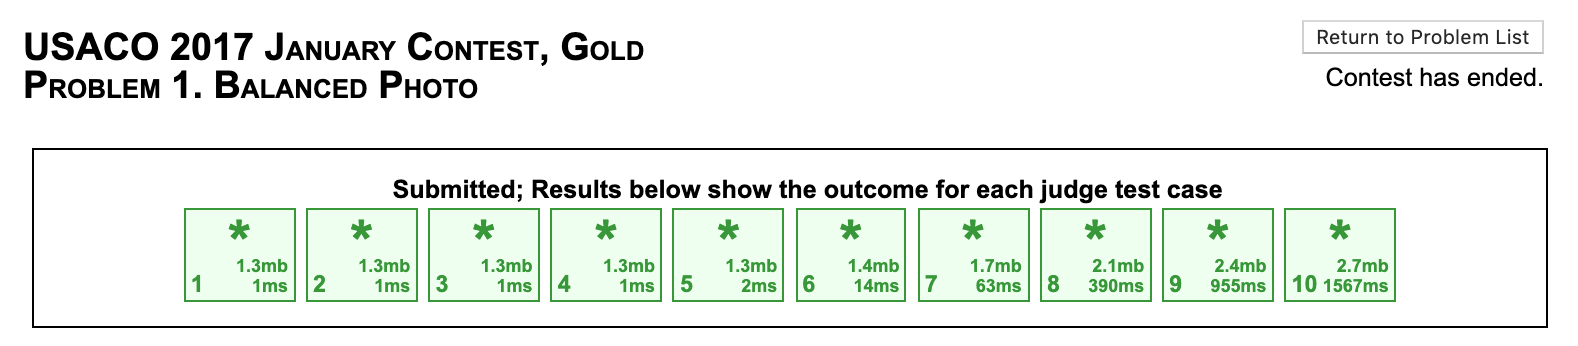 USACO 2017 January Contest, Gold
Problem 1. Balanced Photo
Return to Problem List
Contest has ended.
Submitted; Results below show the outcome for each judge test case
* * * * * * * * * *
1.3mb 1.3mb 1.3mb 1.3mb 1.3mb 1.4mb 1.7mb 2.1mb 2.4mb 2.7mb
1 1ms 2 1ms 3 1ms 4 1ms 5 2ms 6 14ms 7 63ms 8 390ms 9 955ms 10 1567ms